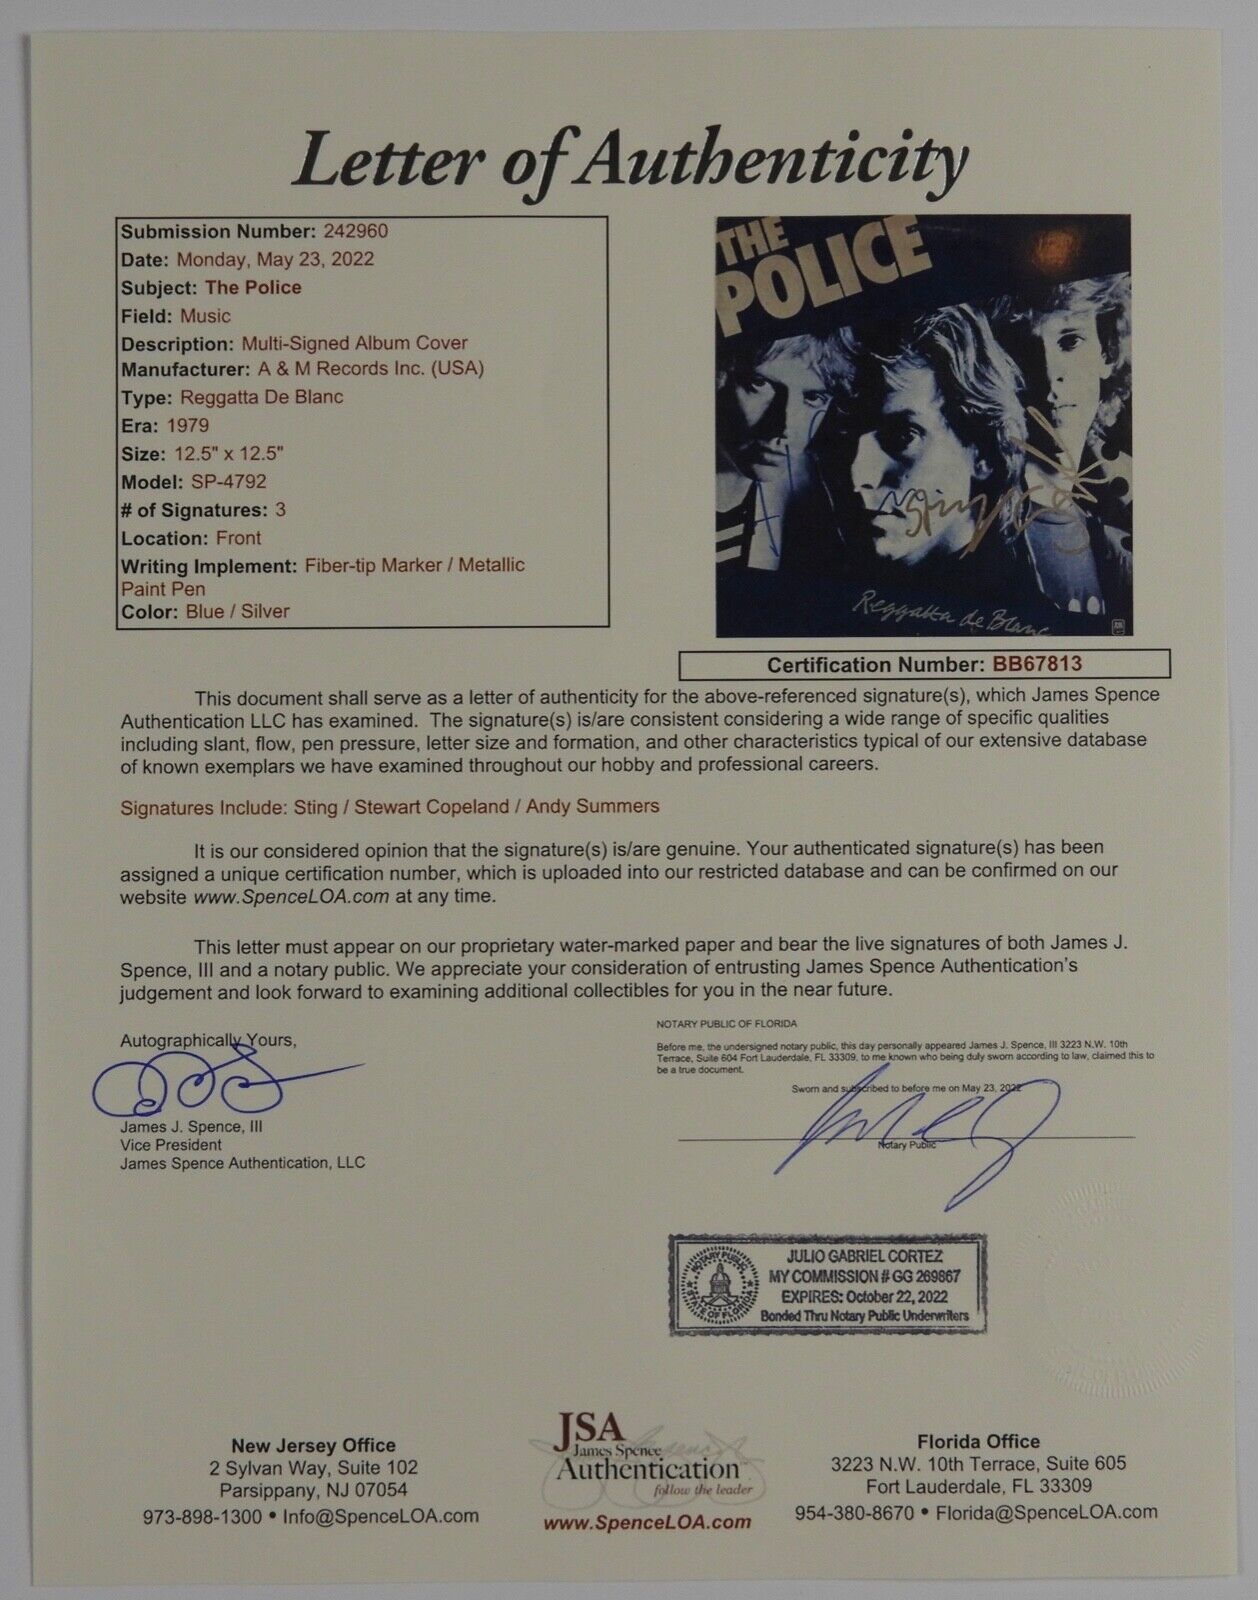 Letter of Authenticity
Submission Number: 242960
Date: Monday, May 23, 2022
Subject: The Police
Field: Music
Description: Multi-Signed Album Cover
Manufacturer: A & M Records Inc. (USA)
Type: Reggatta De Blanc
Era: 1979
Size: 12.5" x 12.5"
Model: SP-4792
# of Signatures: 3
Location: Front
Writing Implement: Fiber-tip Marker / Metallic
Paint Pen
Color: Blue / Silver
THE
POLICE
Reggatta de Blanc
Certification Number: BB67813
This document shall serve as a letter of authenticity for the above-referenced signature(s), which James Spence
Authentication LLC has examined. The signature(s) is/are consistent considering a wide range of specific qualities
including slant, flow, pen pressure, letter size and formation, and other characteristics typical of our extensive database
of known exemplars we have examined throughout our hobby and professional careers.
Signatures Include: Sting / Stewart Copeland / Andy Summers
It is our considered opinion that the signature(s) is/are genuine. Your authenticated signature(s) has been
assigned a unique certification number, which is uploaded into our restricted database and can be confirmed on our
website www.SpenceLOA.com at any time.
This letter must appear on our proprietary water-marked paper and bear the live signatures of both James J.
Spence, III and a notary public. We appreciate your consideration of entrusting James Spence Authentication's
judgement and look forward to examining additional collectibles for you in the near future.
Autographically Yours,
James J. Spence, III
Vice President
James Spence Authentication, LLC
NOTARY PUBLIC OF FLORIDA
Before me, the undersigned notary public, this day personally appeared James J. Spence, III 3223 N.W. 10th
Terrace, Suite 604 Fort Lauderdale, FL 33309, to me known who being duly sworn according to law, claimed this to
be a true document.
Sworn and subscribed to before me on May 23, 2022
Notary Public
NOTARY PUBLIC
STATE OF FLORIDA
JULIO GABRIEL CORTEZ
MY COMMISSION # GG 269867
EXPIRES: October 22, 2022
Bonded Thru Notary Public Underwriters
New Jersey Office
2 Sylvan Way, Suite 102
Parsippany, NJ 07054
973-898-1300 • Info@SpenceLOA.com
JSA
James Spence
Authentication
follow the leader
www.SpenceLOA.com
Florida Office
3223 N.W. 10th Terrace, Suite 605
Fort Lauderdale, FL 33309
954-380-8670 • Florida@SpenceLOA.com